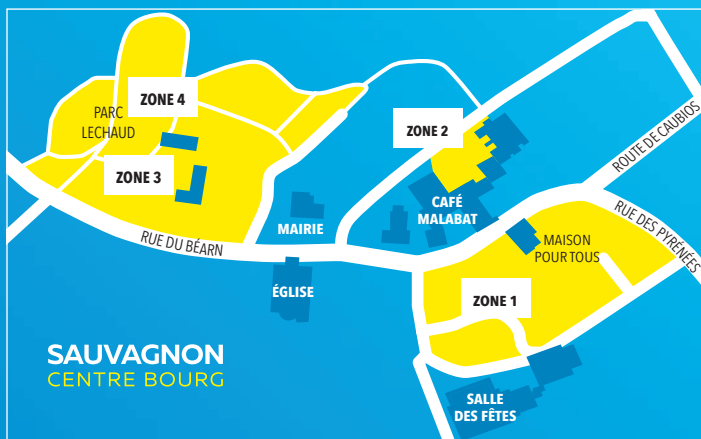 ZONE 4
PARC
LECHAUD
ZONE 3
ZONE 2
ROUTE DE CAUBIOS
CAFÉ
MALABAT
RUE DES PYRÉNÉES
MAIRIE
RUE DU BÉARN
MAISON
POUR TOUS
ÉGLISE
ZONE 1
SAUVAGNON
CENTRE BOURG
SALLE
DES FÊTES